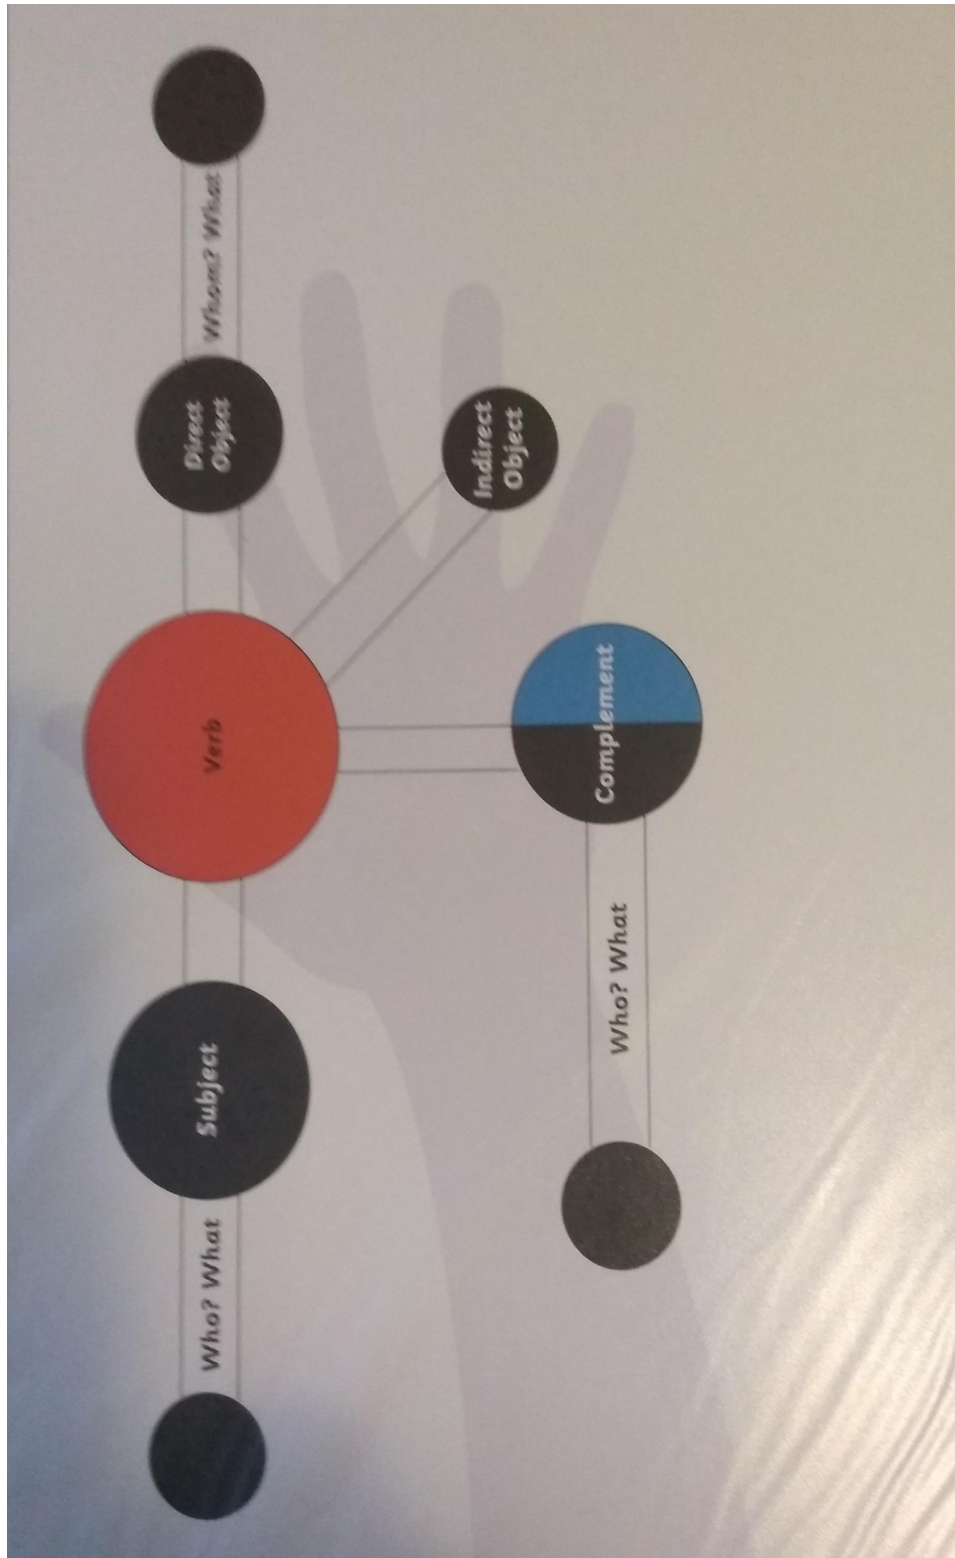 Who? What
Subject
Verb
Direct
Object
Whom? What
Indirect
Object
Complement
Who? What